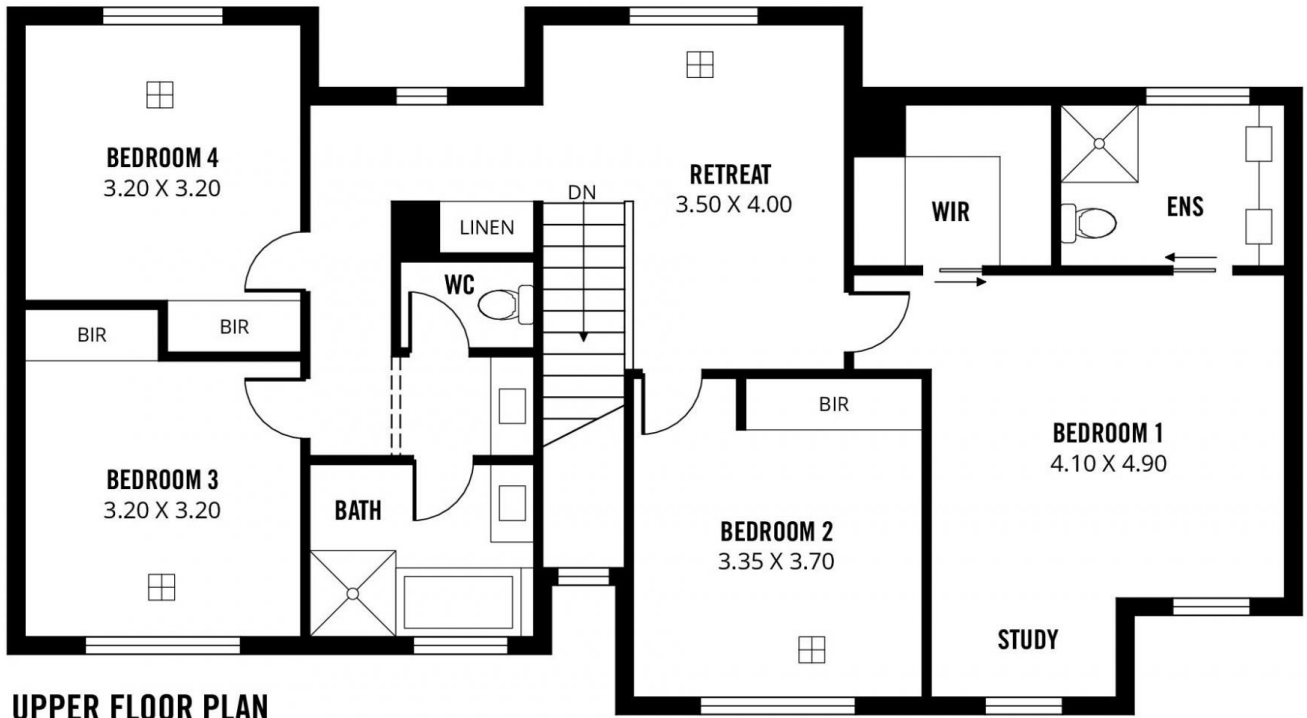 BEDROOM 4
3.20 X 3.20
BIR
BIR
BEDROOM 3
3.20 X 3.20
LINEN
WC
BATH
DN
RETREAT
3.50 X 4.00
WIR
ENS
BIR
BEDROOM 2
3.35 X 3.70
BEDROOM 1
4.10 X 4.90
STUDY
UPPER FLOOR PLAN